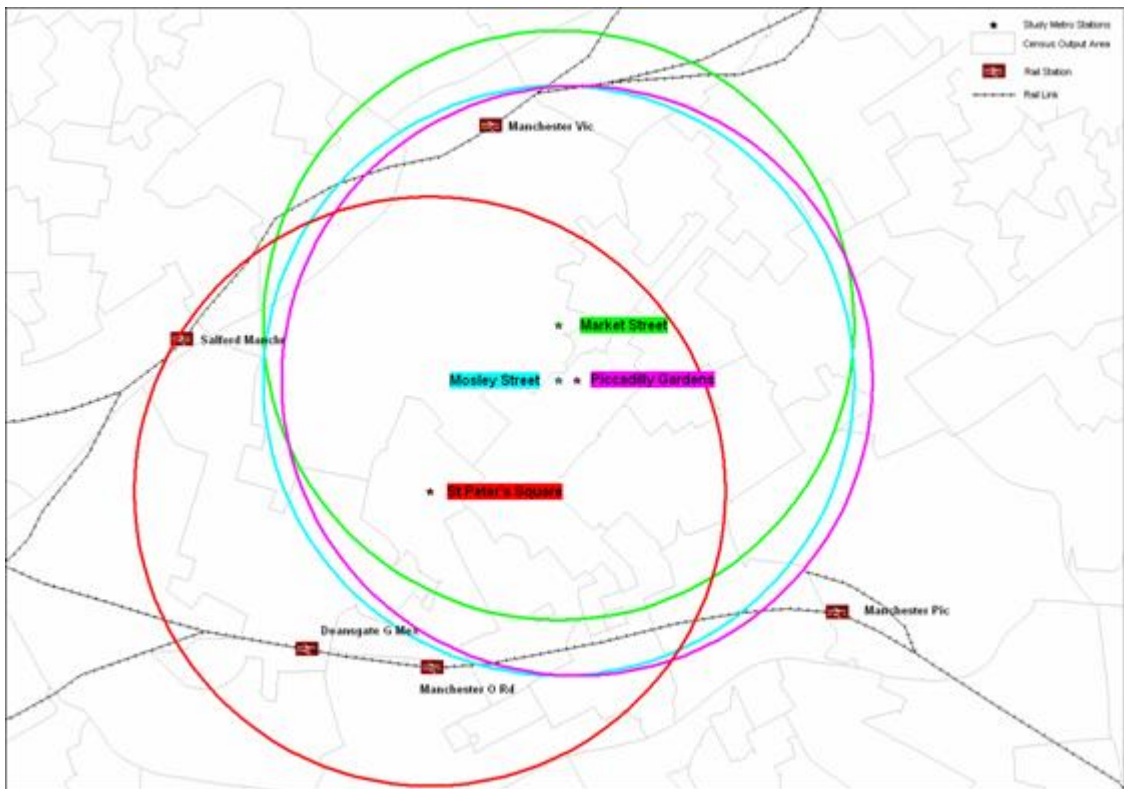 Study Metro Stations
Census Output Area
Rail Station
Rail Link
Manchester Vic
Market Street
Salford Manche
Mosley Street
Piccadilly Gardens
St Peter's Square
Manchester Pic
Deansgate G Mex
Manchester O Rd